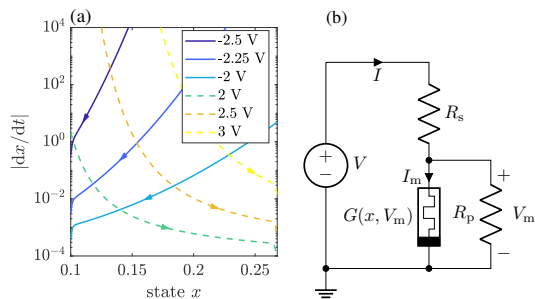 (a)
10^4
10^2
10^0
10^-2
10^-4
|dx/dt|
-2.5 V
-2.25 V
-2 V
2 V
2.5 V
3 V
0.1
0.15
0.2
0.25
state x
(b)
I
R_s
+
−
V
I_m
G(x, V_m)
R_p
+
V_m
−